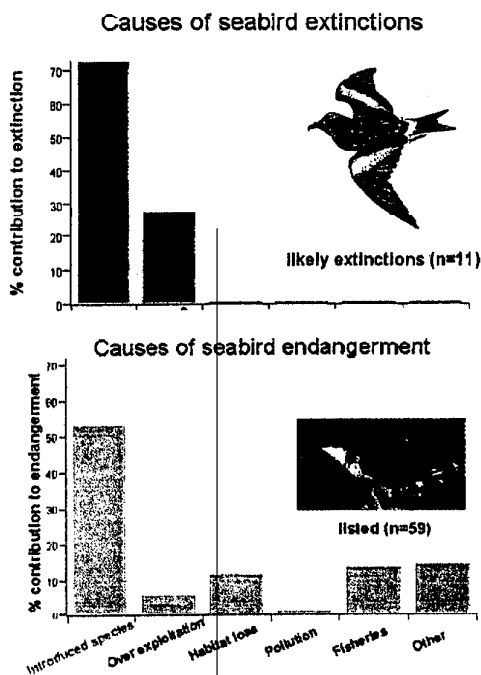 Causes of seabird extinctions
% contribution to extinction
70
60
50
40
30
20
10
0
likely extinctions (n=11)
Causes of seabird endangerment
% contribution to endangerment
70
60
50
40
30
20
10
0
listed (n=59)
Introduced species
Over exploitation
Habitat loss
Pollution
Fisheries
Other